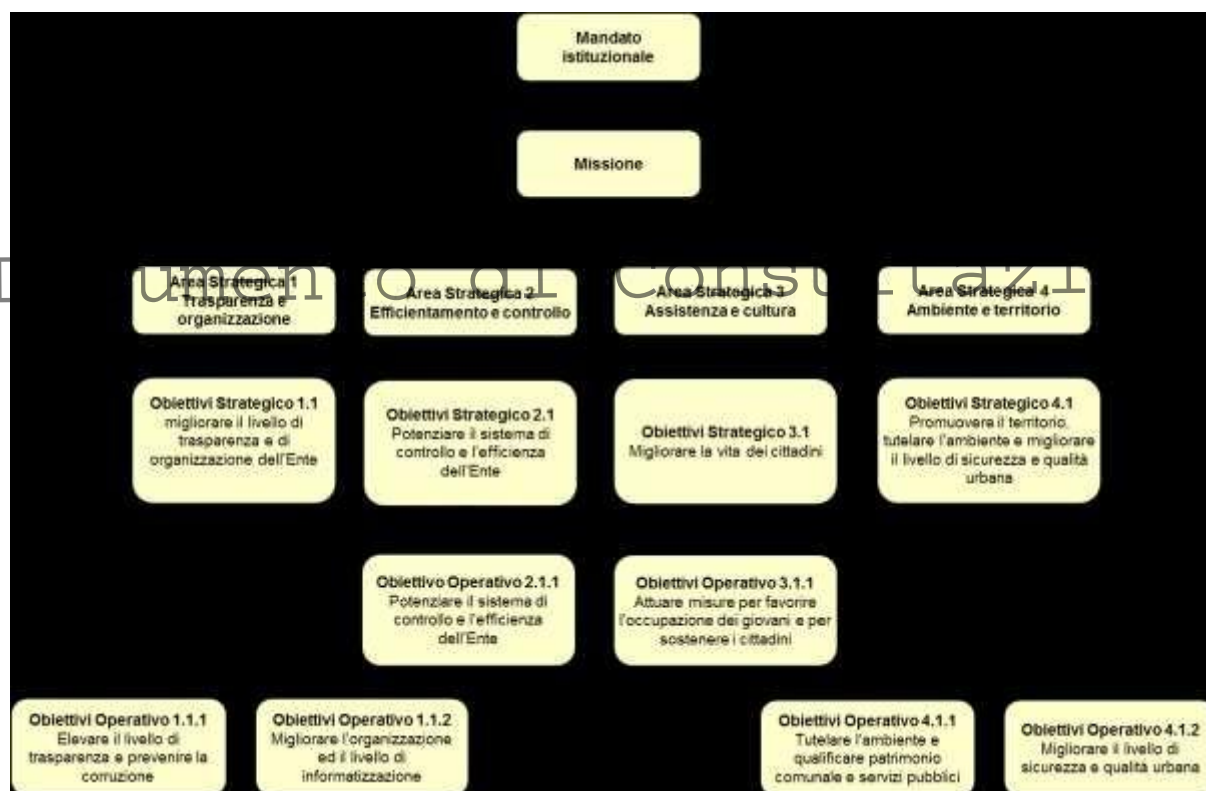 Mandato
istituzionale
Missione
Area Strategica 1
Trasparenza e
organizzazione
Area Strategica 2
Efficientamento e controllo
Area Strategica 3
Assistenza e cultura
Area Strategica 4
Ambiente e territorio
Obiettivi Strategico 1.1
migliorare il livello di
trasparenza e di
organizzazione dell'Ente
Obiettivi Strategico 2.1
Potenziare il sistema di
controllo e l'efficienza
dell'Ente
Obiettivi Strategico 3.1
Migliorare la vita dei cittadini
Obiettivi Strategico 4.1
Promuovere il territorio,
tutelare l'ambiente e migliorare
il livello di sicurezza e qualità
urbana
Obiettivo Operativo 2.1.1
Potenziare il sistema di
controllo e l'efficienza
dell'Ente
Obiettivi Operativo 3.1.1
Attuare misure per favorire
l'occupazione dei giovani e per
sostenere i cittadini
Obiettivi Operativo 1.1.1
Elevare il livello di
trasparenza e prevenire la
corruzione
Obiettivi Operativo 1.1.2
Migliorare l'organizzazione
ed il livello di
informatizzazione
Obiettivi Operativo 4.1.1
Tutelare l'ambiente e
qualificare patrimonio
comunale e servizi pubblici
Obiettivi Operativo 4.1.2
Migliorare il livello di
sicurezza e qualità urbana